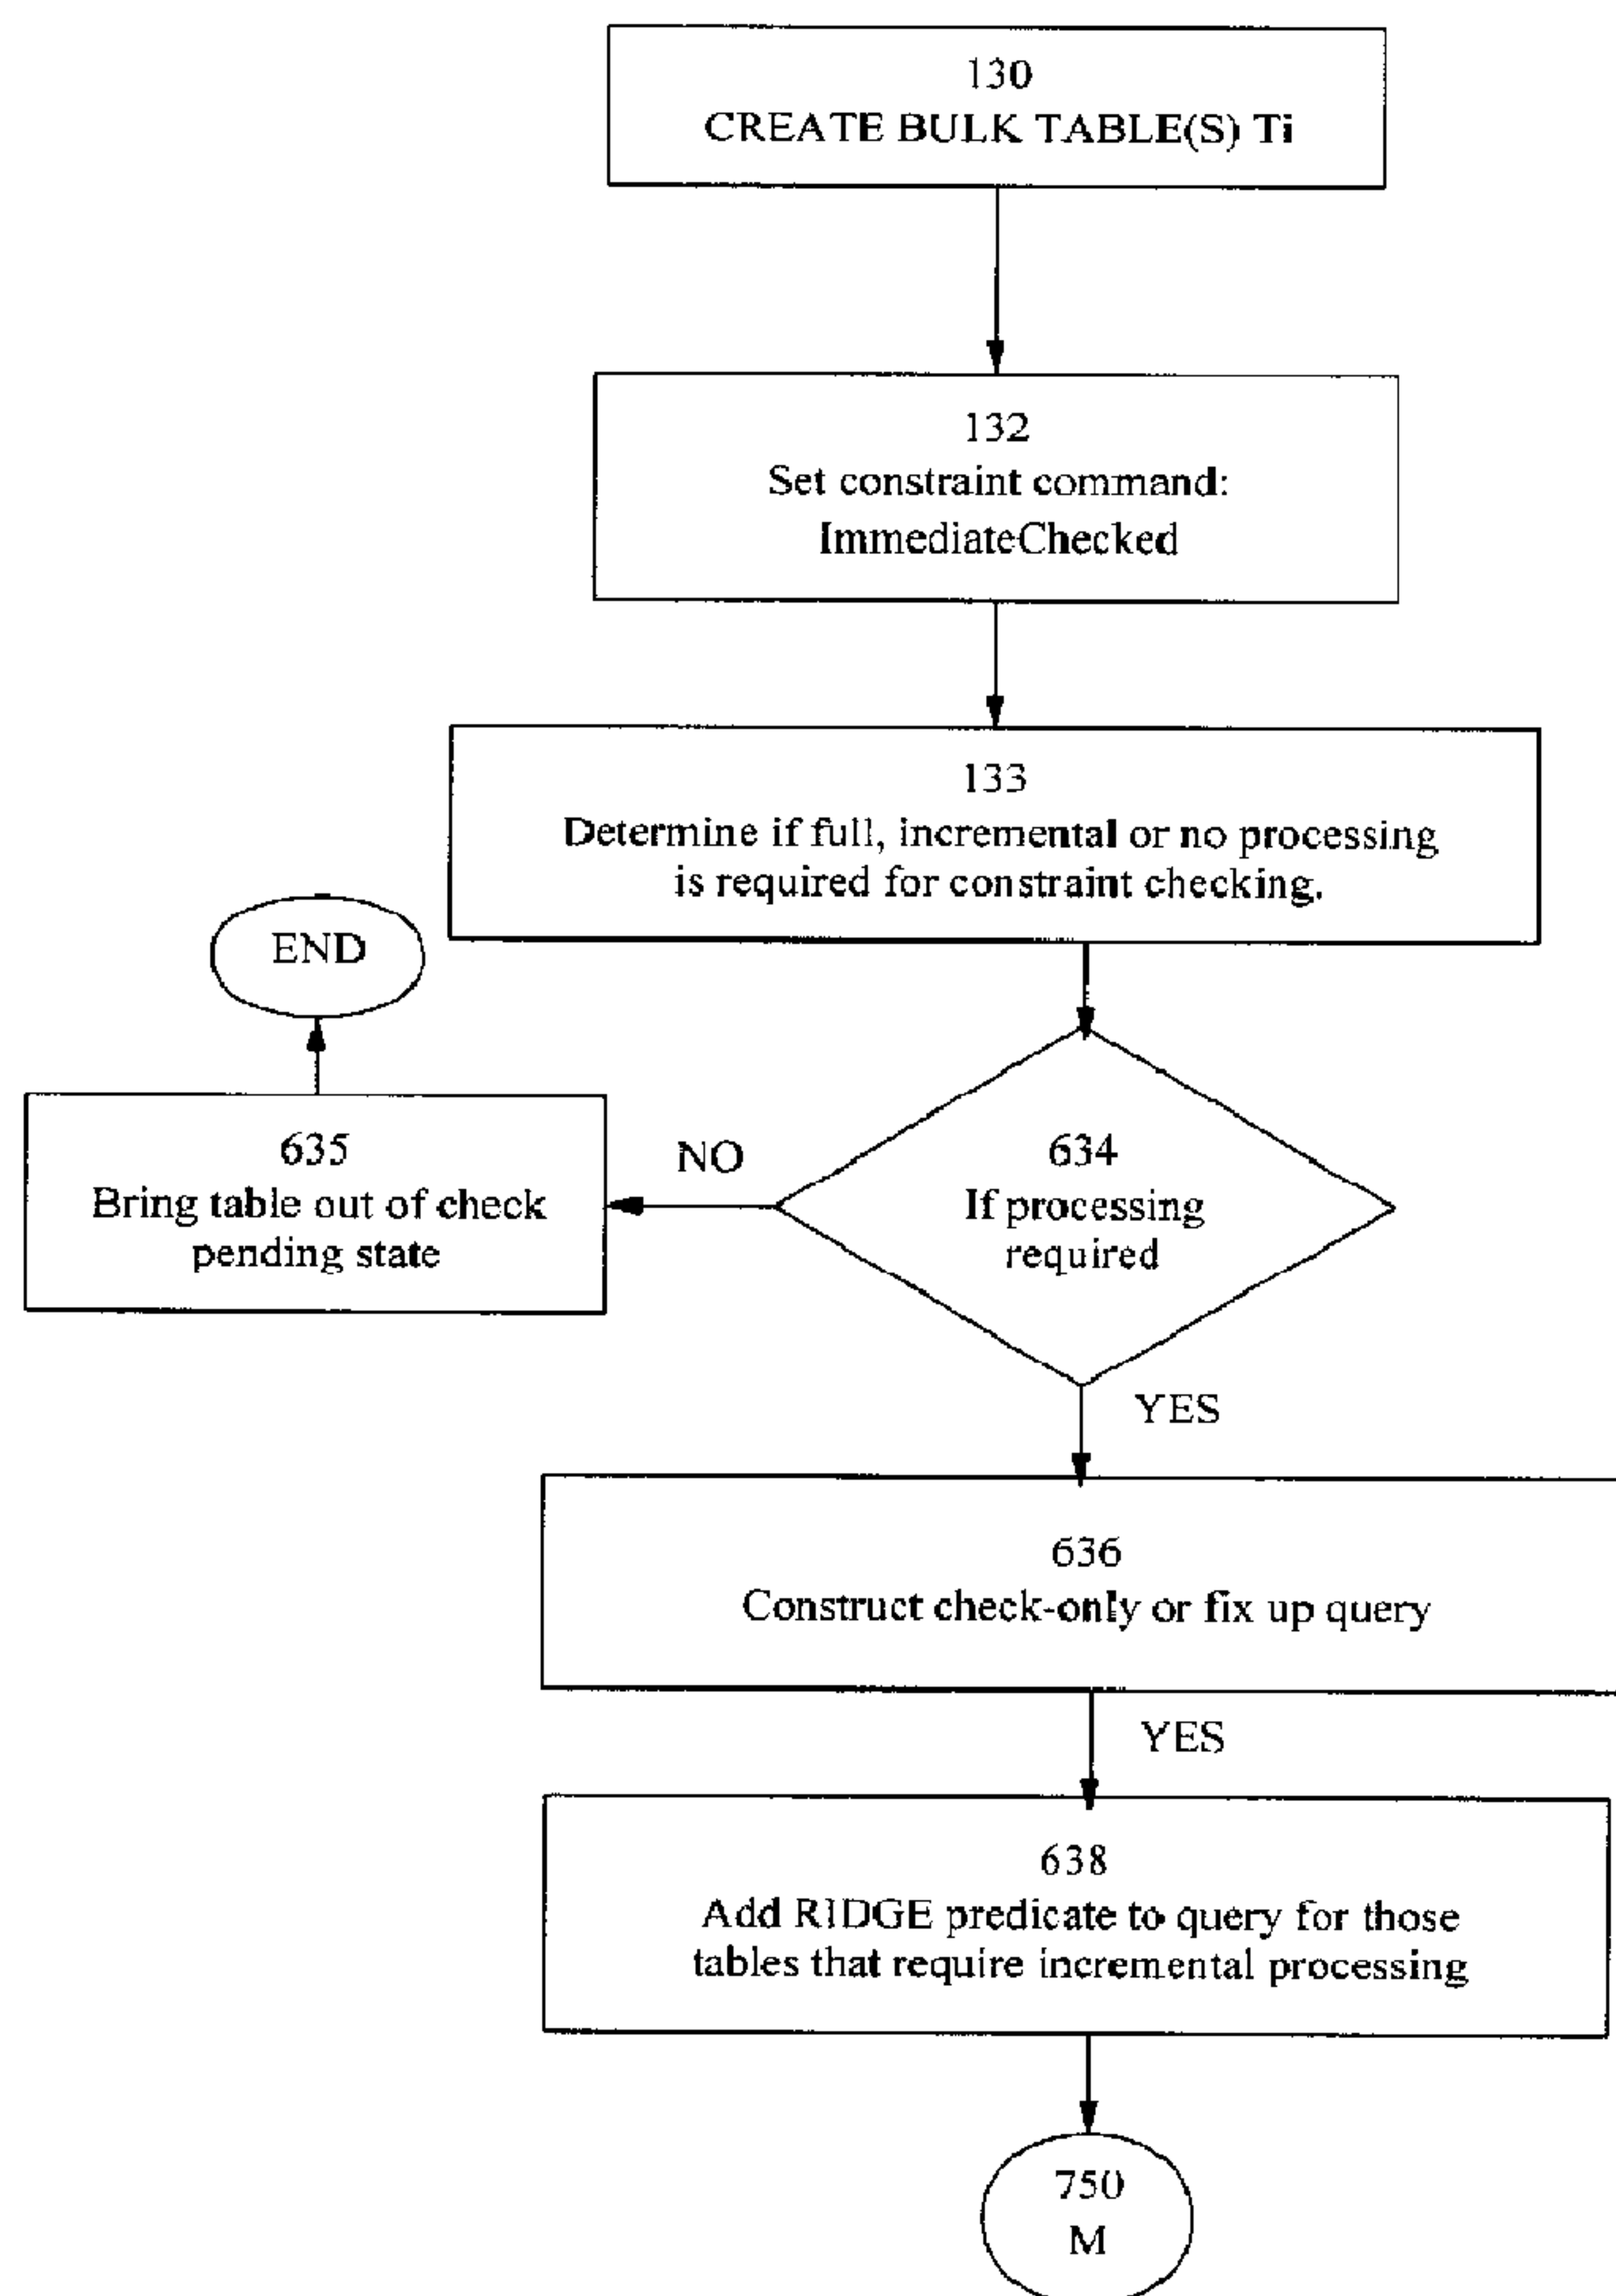 130
CREATE BULK TABLE(S) Ti
132
Set constraint command:
ImmediateChecked
133
Determine if full, incremental or no processing
is required for constraint checking.
END
635
Bring table out of check
pending state
NO
634
If processing
required
YES
636
Construct check-only or fix up query
YES
638
Add RIDGE predicate to query for those
tables that require incremental processing
750
M